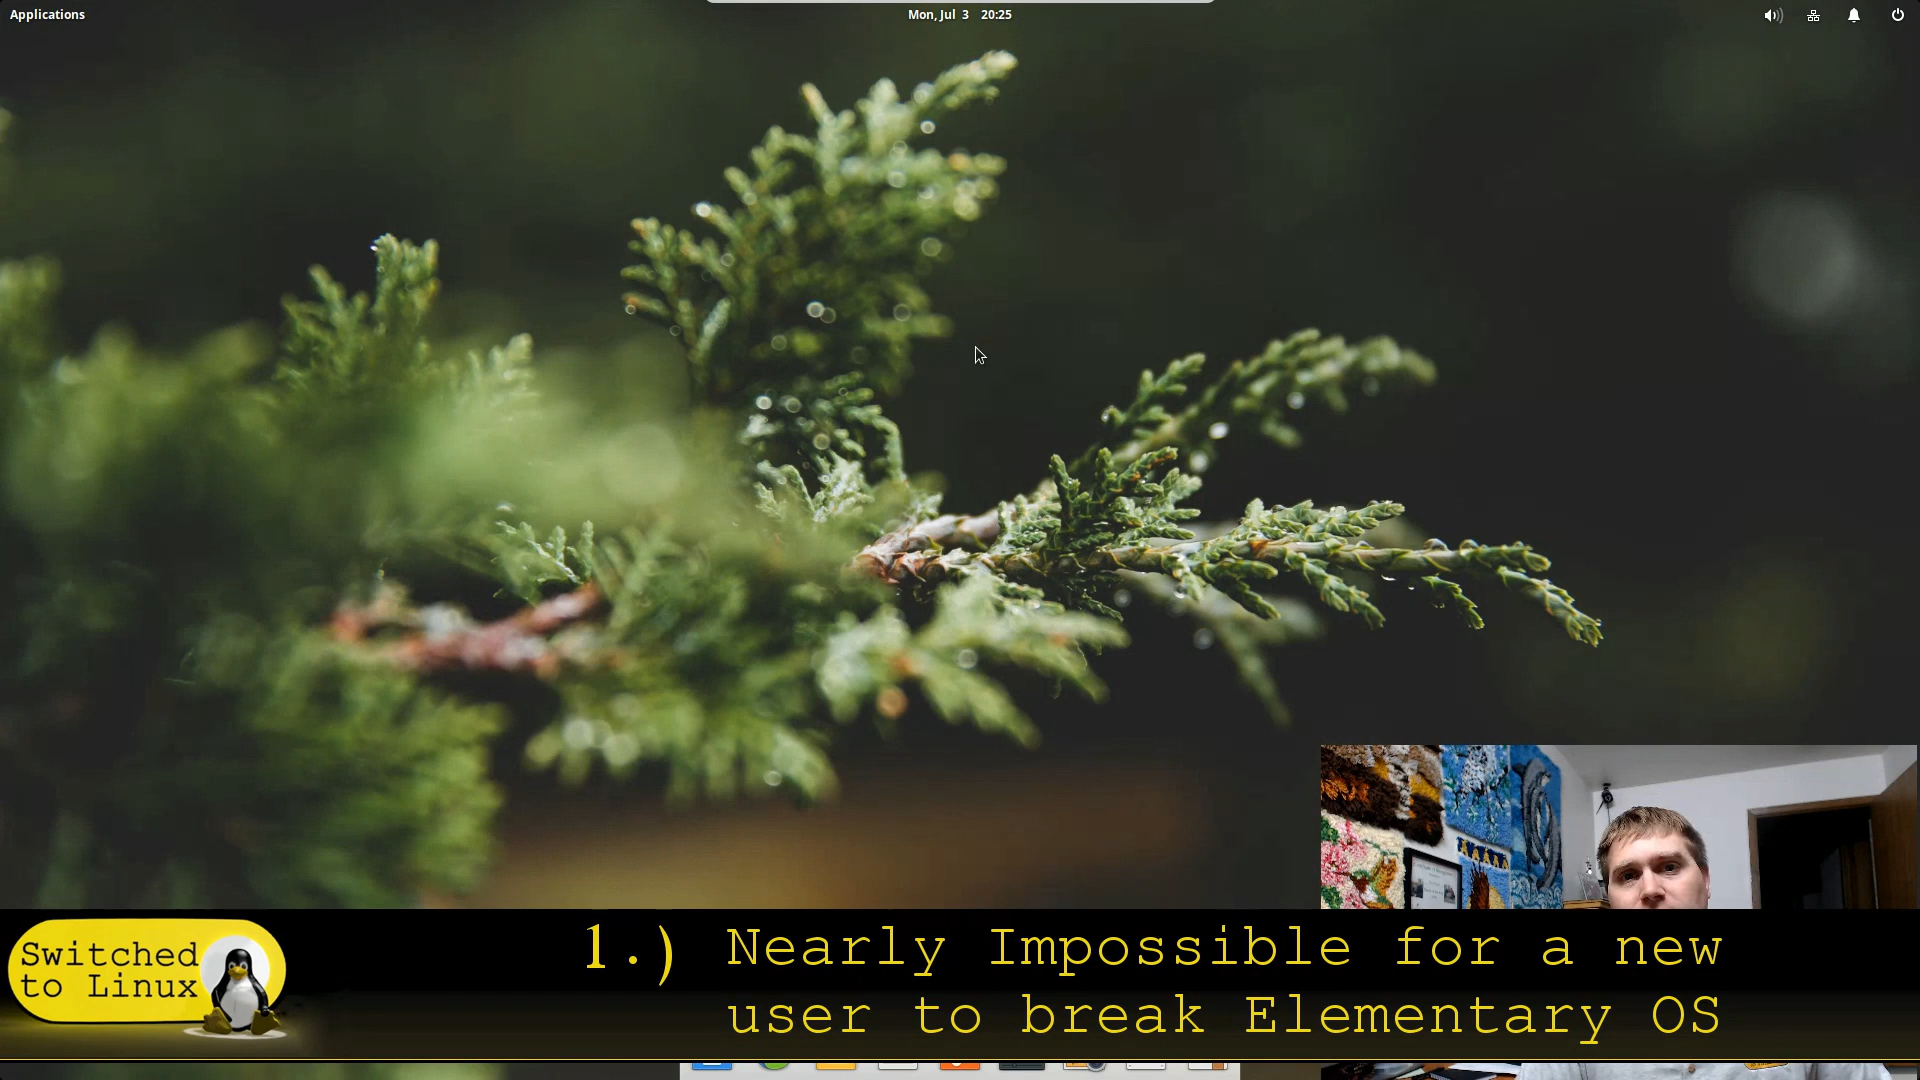 Applications
Mon, Jul 3 20:25
Switched
to Linux
1.) Nearly Impossible for a new
user to break Elementary OS